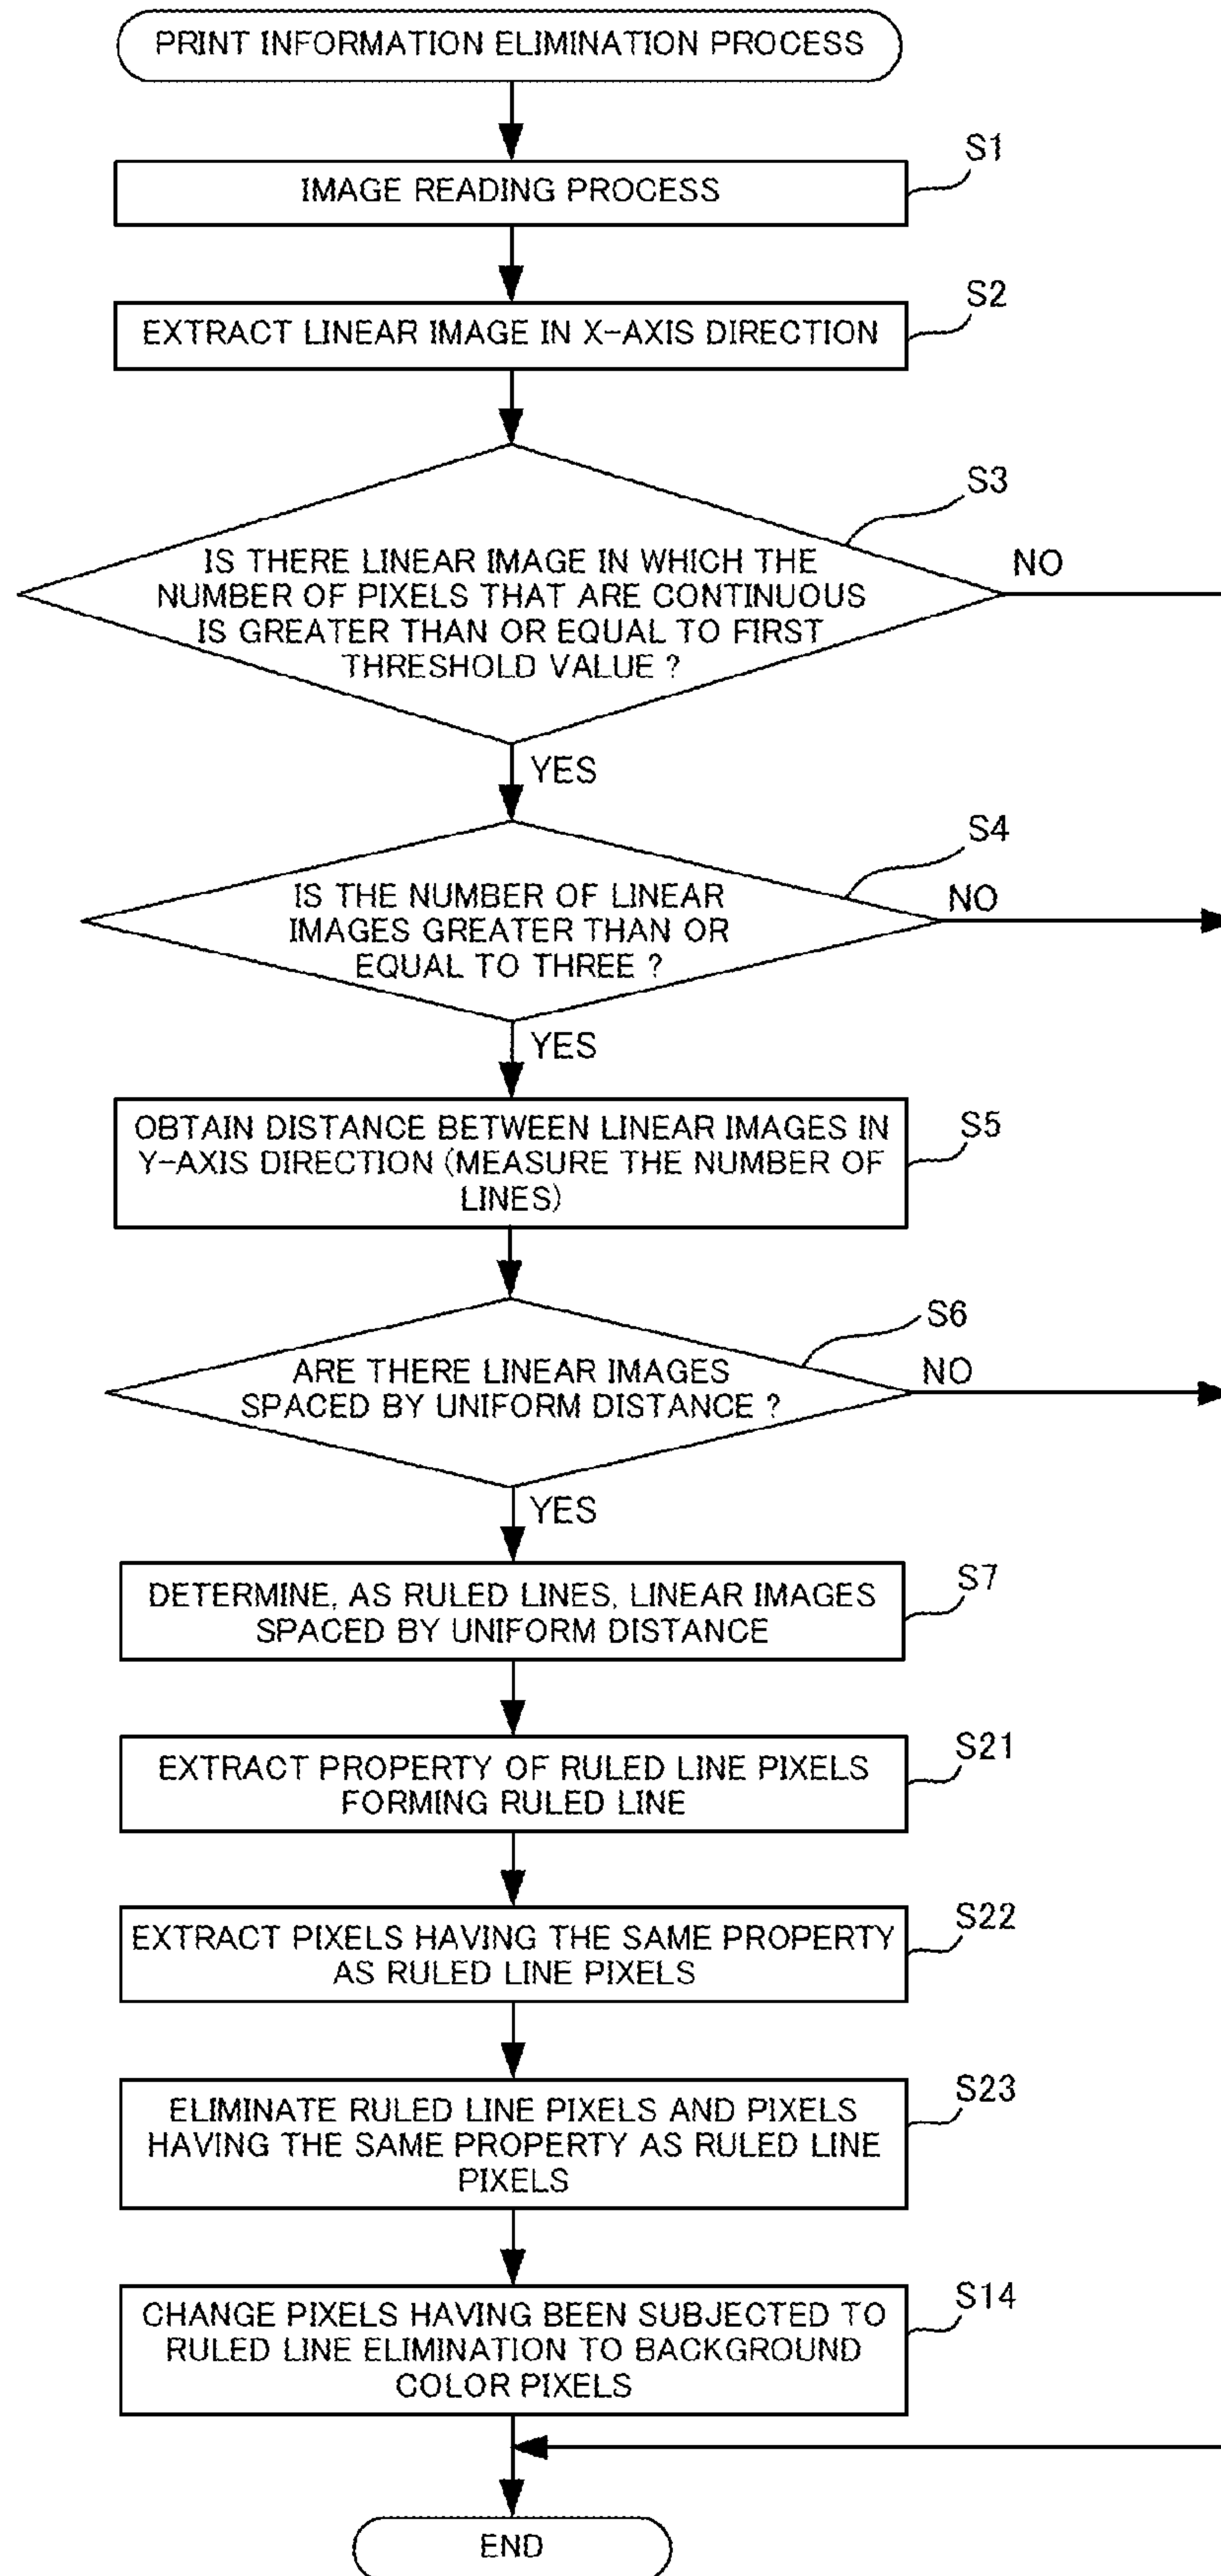 PRINT INFORMATION ELIMINATION PROCESS
S1
IMAGE READING PROCESS
S2
EXTRACT LINEAR IMAGE IN X-AXIS DIRECTION
S3
IS THERE LINEAR IMAGE IN WHICH THE
NUMBER OF PIXELS THAT ARE CONTINUOUS
IS GREATER THAN OR EQUAL TO FIRST
THRESHOLD VALUE ?
NO
YES
S4
IS THE NUMBER OF LINEAR
IMAGES GREATER THAN OR
EQUAL TO THREE ?
NO
YES
OBTAIN DISTANCE BETWEEN LINEAR IMAGES IN
Y-AXIS DIRECTION (MEASURE THE NUMBER OF
LINES)
S5
S6
ARE THERE LINEAR IMAGES
SPACED BY UNIFORM DISTANCE ?
NO
YES
S7
DETERMINE, AS RULED LINES, LINEAR IMAGES
SPACED BY UNIFORM DISTANCE
S21
EXTRACT PROPERTY OF RULED LINE PIXELS
FORMING RULED LINE
S22
EXTRACT PIXELS HAVING THE SAME PROPERTY
AS RULED LINE PIXELS
S23
ELIMINATE RULED LINE PIXELS AND PIXELS
HAVING THE SAME PROPERTY AS RULED LINE
PIXELS
S14
CHANGE PIXELS HAVING BEEN SUBJECTED TO
RULED LINE ELIMINATION TO BACKGROUND
COLOR PIXELS
END